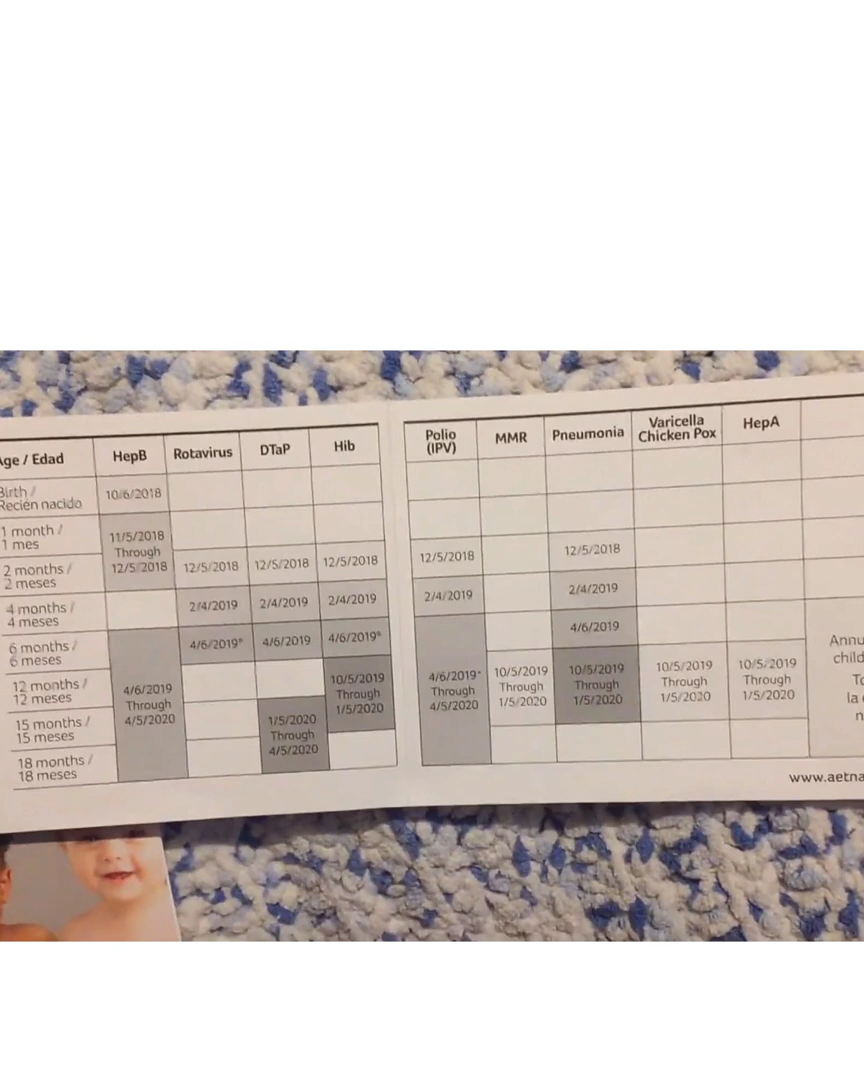 Age / Edad HepB Rotavirus DTaP Hib Polio (IPV) MMR Pneumonia Varicella Chicken Pox HepA
Birth / Recién nacido 10/6/2018
1 month / 1 mes 11/5/2018 Through 12/5/2018
2 months / 2 meses 12/5/2018 12/5/2018 12/5/2018 12/5/2018 12/5/2018
4 months / 4 meses 2/4/2019 2/4/2019 2/4/2019 2/4/2019 2/4/2019
6 months / 6 meses 4/6/2019* 4/6/2019 4/6/2019* 4/6/2019
12 months / 12 meses 4/6/2019 Through 4/5/2020 10/5/2019 Through 1/5/2020 4/6/2019* Through 4/5/2020 10/5/2019 Through 1/5/2020 10/5/2019 Through 1/5/2020 10/5/2019 Through 1/5/2020 10/5/2019 Through 1/5/2020
15 months / 15 meses 1/5/2020 Through 4/5/2020
18 months / 18 meses
Annu
child
To
la
n
www.aetna